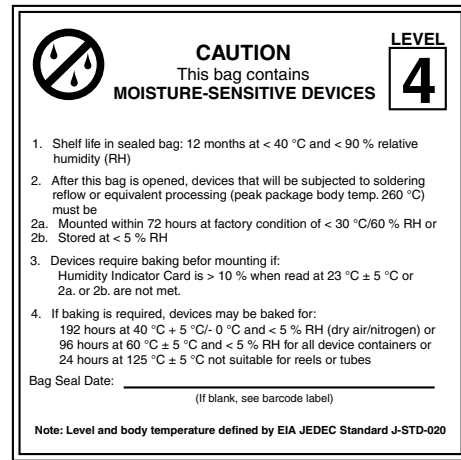 LEVEL
4
CAUTION
This bag contains
MOISTURE-SENSITIVE DEVICES
1. Shelf life in sealed bag: 12 months at < 40 °C and < 90 % relative
humidity (RH)
2. After this bag is opened, devices that will be subjected to soldering
reflow or equivalent processing (peak package body temp. 260 °C)
must be
2a. Mounted within 72 hours at factory condition of < 30 °C/60 % RH or
2b. Stored at < 5 % RH
3. Devices require baking befor mounting if:
Humidity Indicator Card is > 10 % when read at 23 °C ± 5 °C or
2a. or 2b. are not met.
4. If baking is required, devices may be baked for:
192 hours at 40 °C + 5 °C/- 0 °C and < 5 % RH (dry air/nitrogen) or
96 hours at 60 °C ± 5 °C and < 5 % RH for all device containers or
24 hours at 125 °C ± 5 °C not suitable for reels or tubes
Bag Seal Date:
(If blank, see barcode label)
Note: Level and body temperature defined by EIA JEDEC Standard J-STD-020